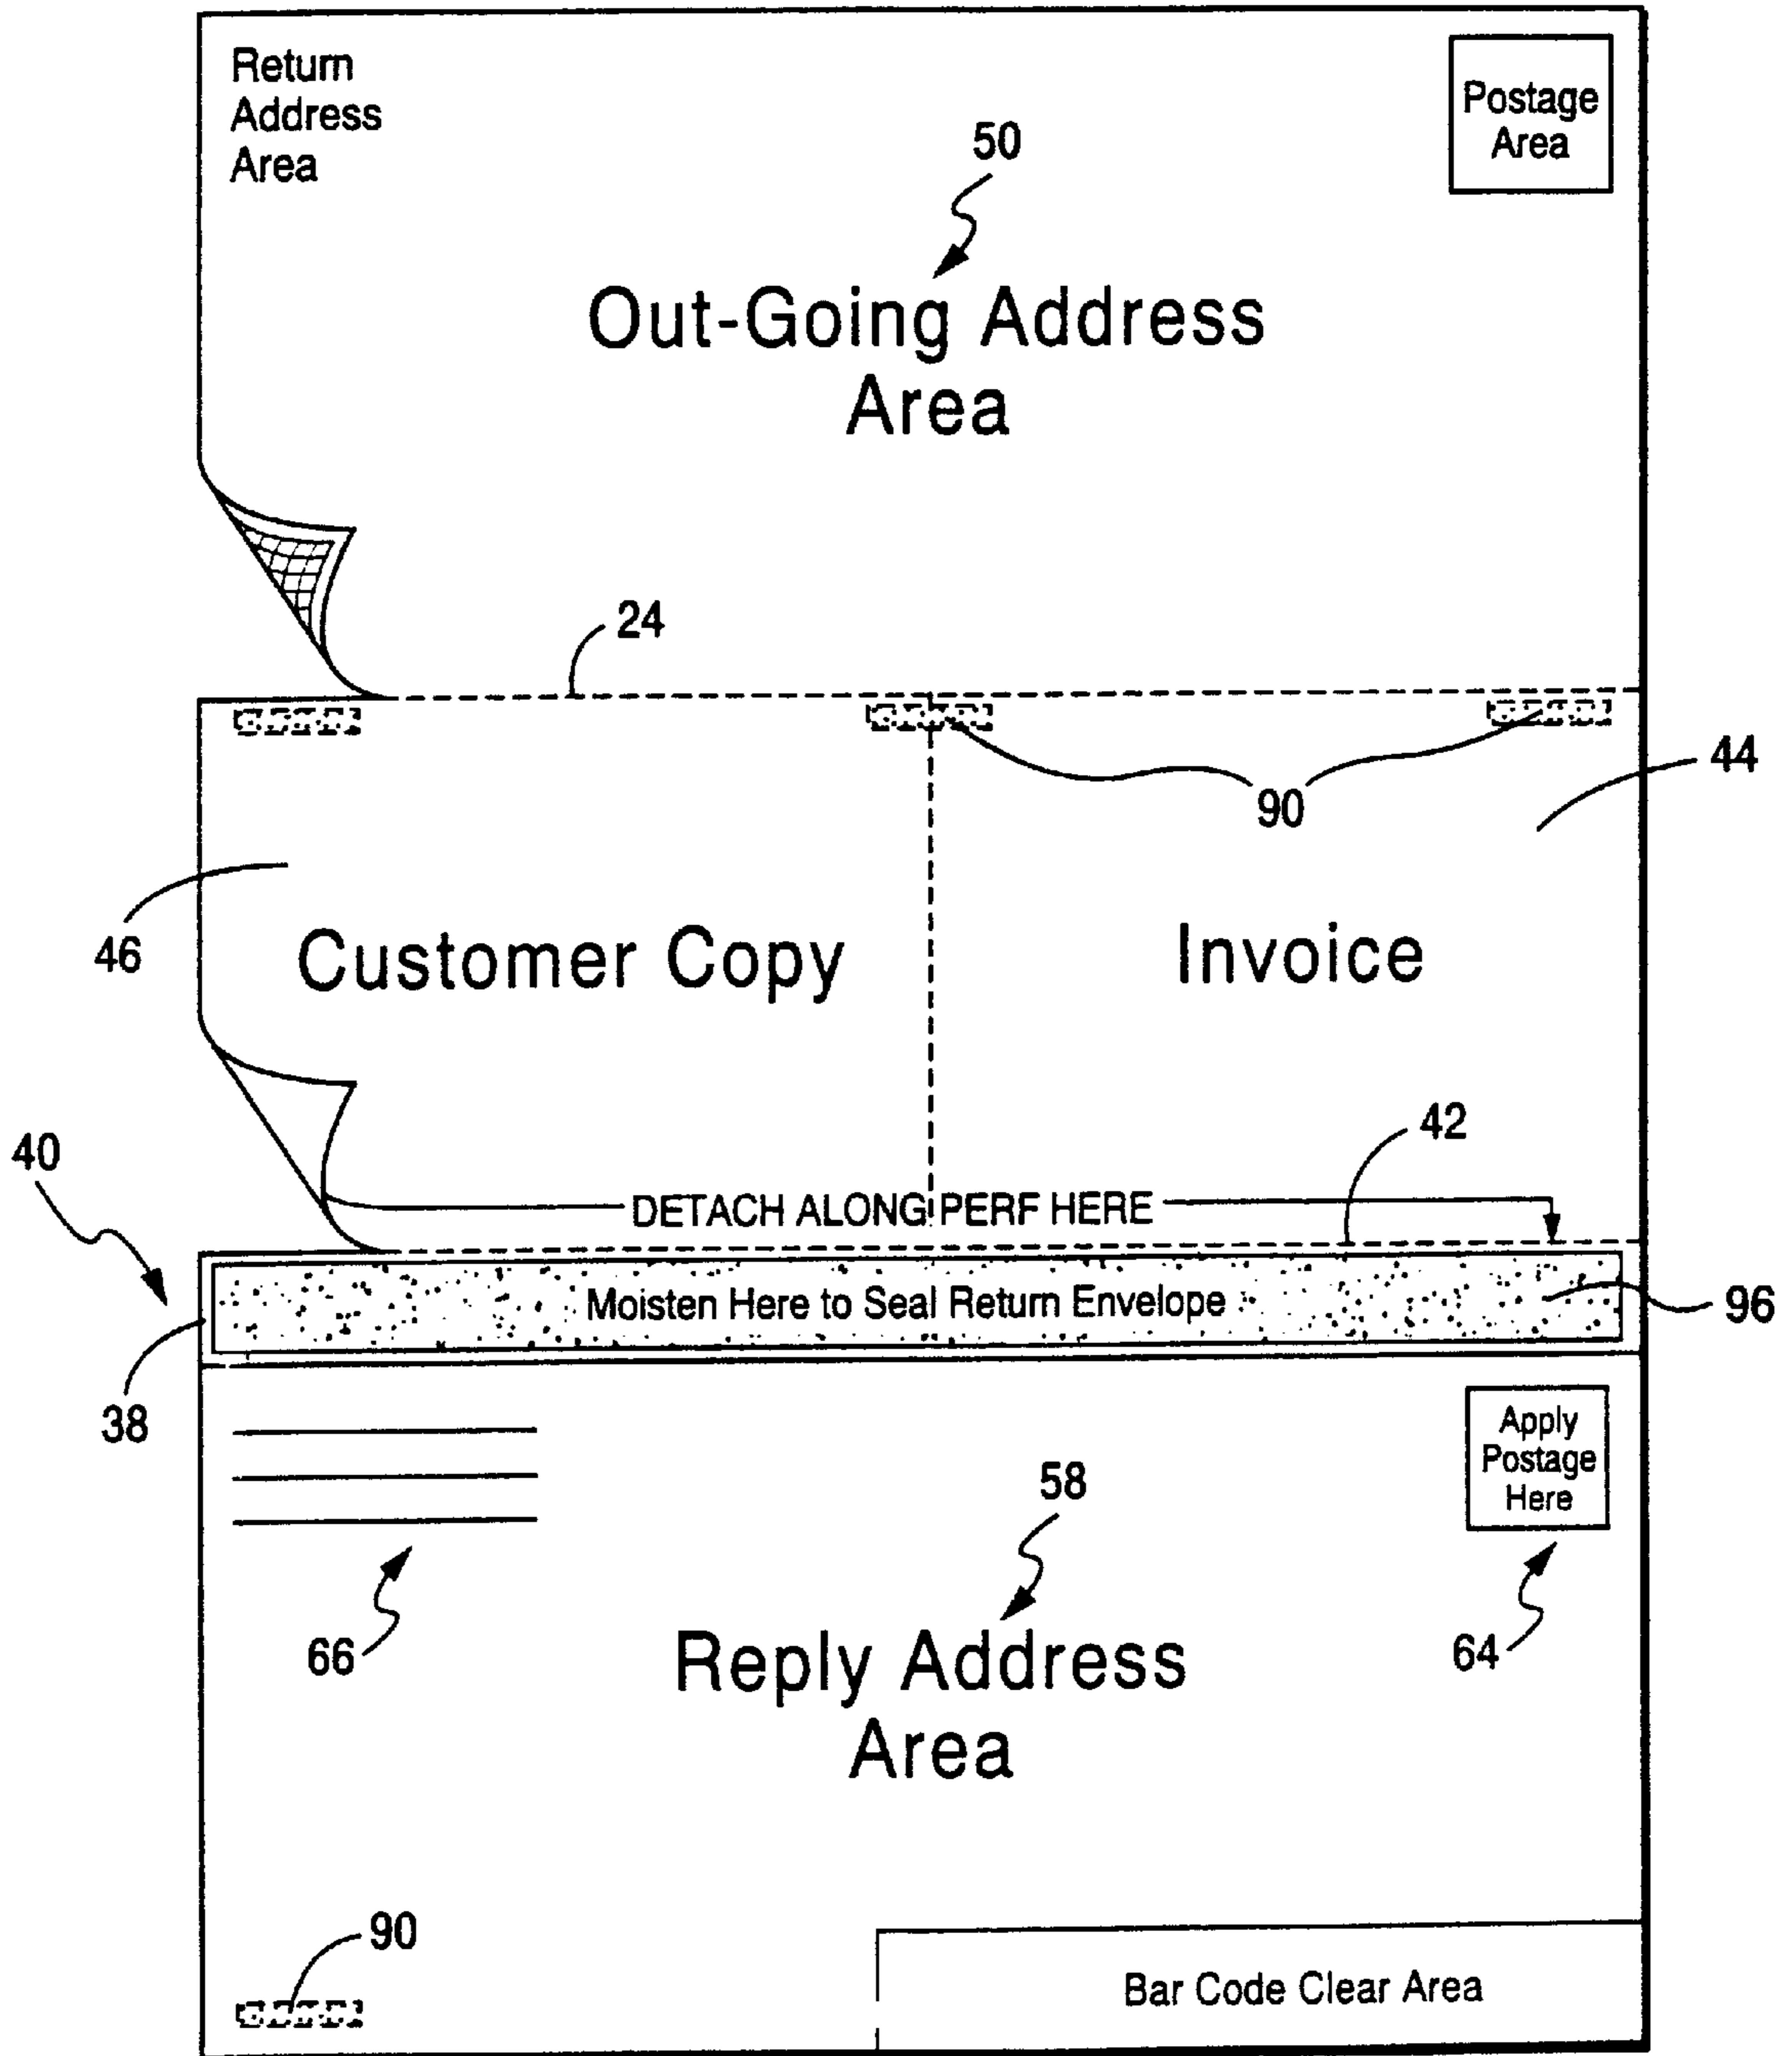 Return
Address
Area
Postage
Area
50
Out-Going Address
Area
24
90
44
46
Customer Copy
Invoice
42
40
DETACH ALONG PERF HERE
Moisten Here to Seal Return Envelope
96
38
Apply
Postage
Here
58
66
64
Reply Address
Area
90
Bar Code Clear Area